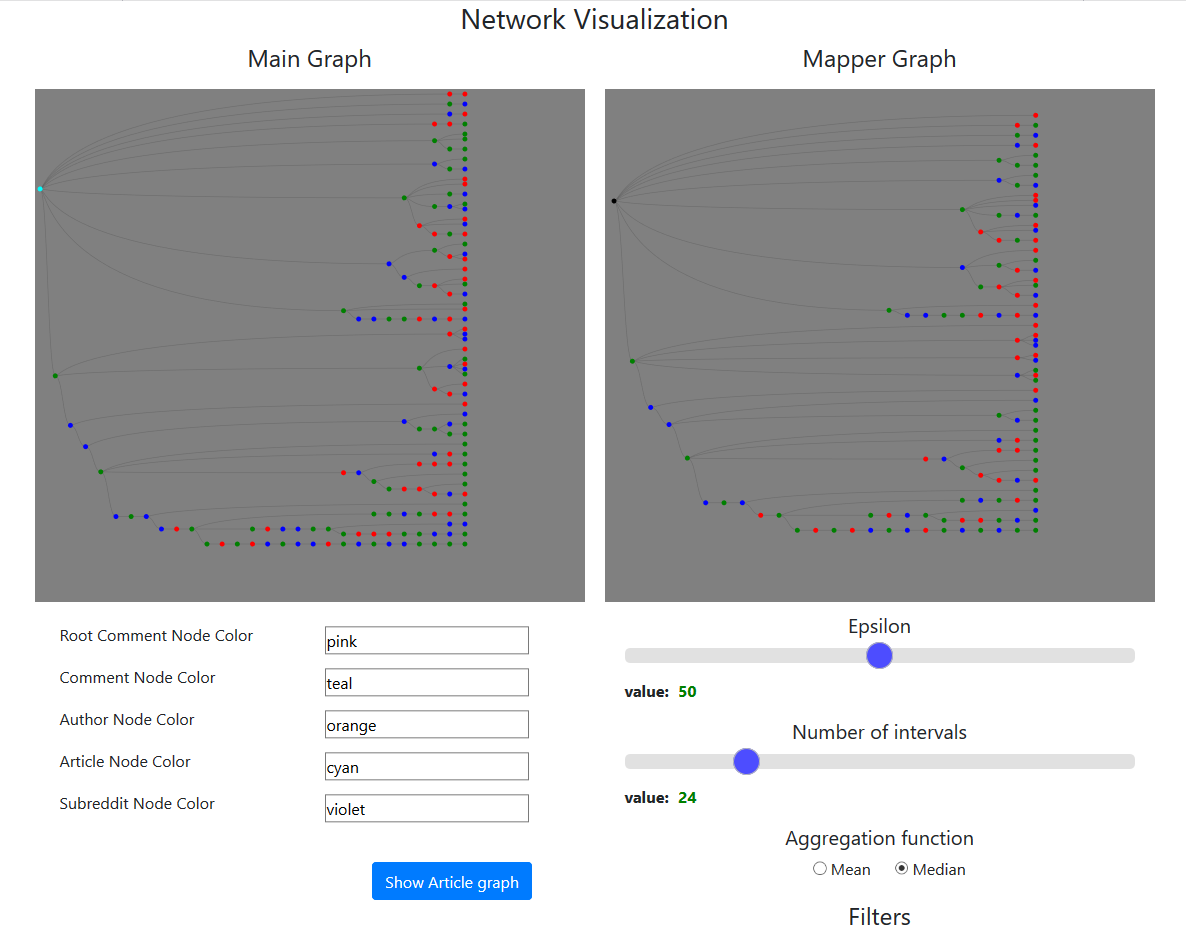 Network Visualization
Main Graph
Mapper Graph
Root Comment Node Color
pink
Comment Node Color
teal
Author Node Color
orange
Article Node Color
cyan
Subreddit Node Color
violet
Show Article graph
Epsilon
value: 50
Number of intervals
value: 24
Aggregation function
Mean
Median
Filters